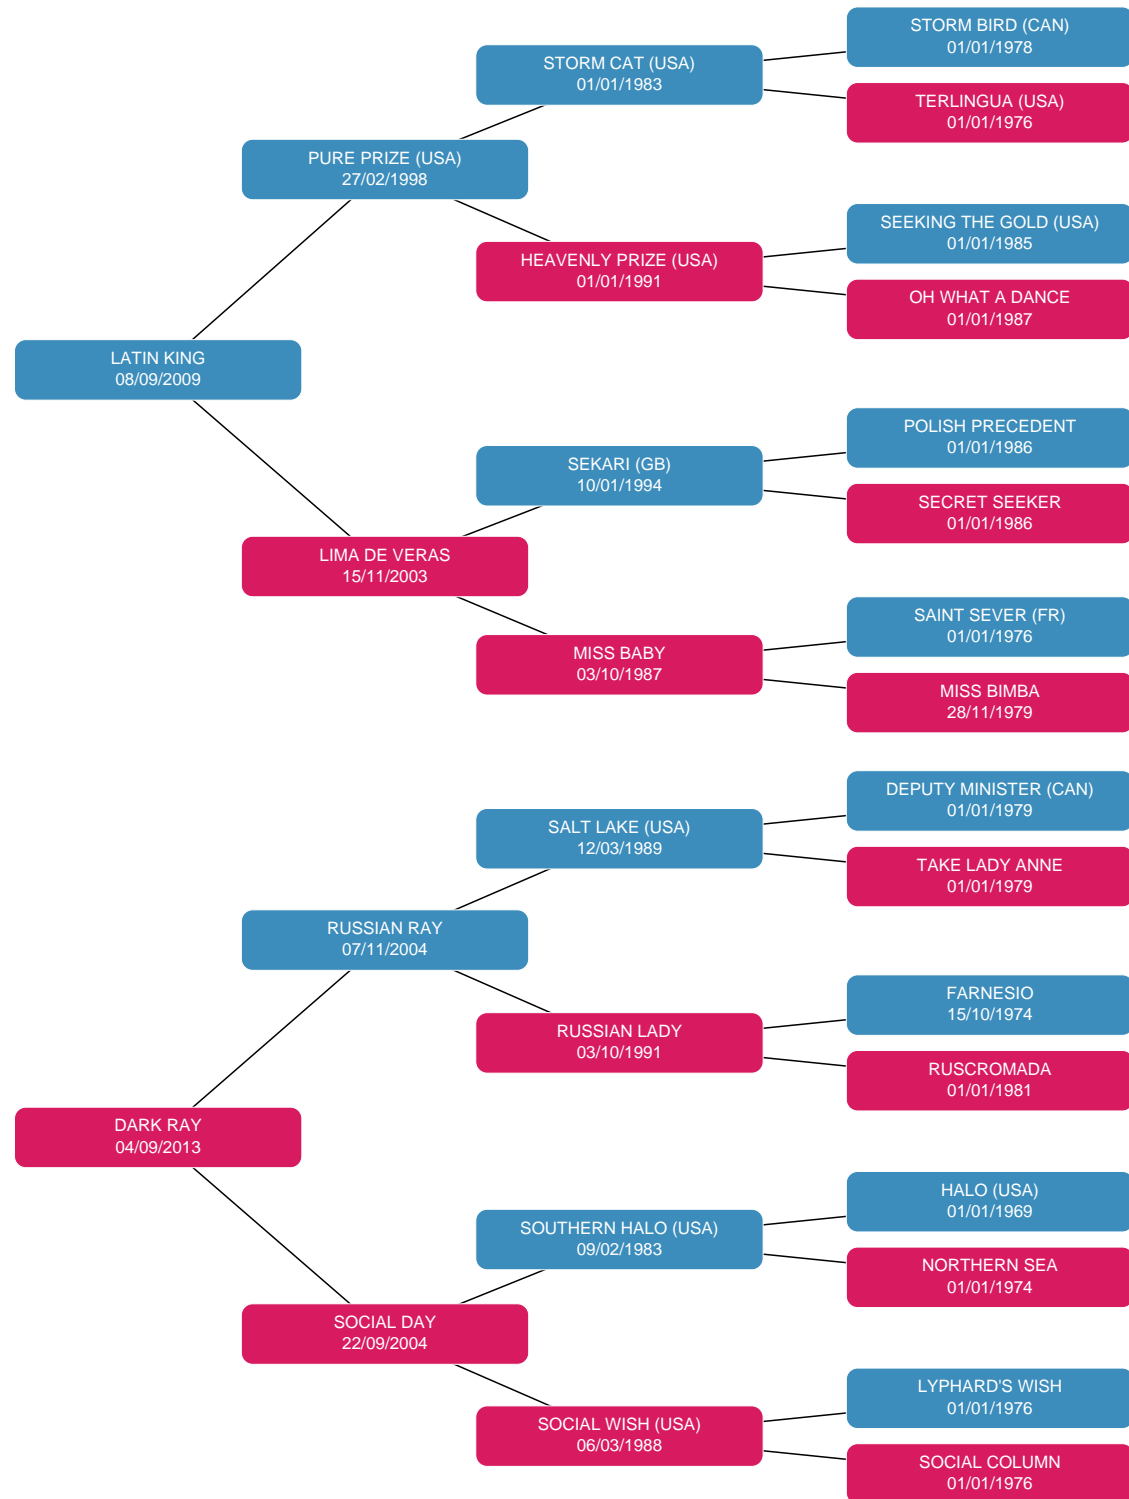 STORM BIRD (CAN)
01/01/1978
STORM CAT (USA)
01/01/1983
TERLINGUA (USA)
01/01/1976
PURE PRIZE (USA)
27/02/1998
SEEKING THE GOLD (USA)
01/01/1985
HEAVENLY PRIZE (USA)
01/01/1991
OH WHAT A DANCE
01/01/1987
LATIN KING
08/09/2009
POLISH PRECEDENT
01/01/1986
SEKARI (GB)
10/01/1994
SECRET SEEKER
01/01/1986
LIMA DE VERAS
15/11/2003
SAINT SEVER (FR)
01/01/1976
MISS BABY
03/10/1987
MISS BIMBA
28/11/1979
DEPUTY MINISTER (CAN)
01/01/1979
SALT LAKE (USA)
12/03/1989
TAKE LADY ANNE
01/01/1979
RUSSIAN RAY
07/11/2004
FARNESIO
15/10/1974
RUSSIAN LADY
03/10/1991
RUSCROMADA
01/01/1981
DARK RAY
04/09/2013
HALO (USA)
01/01/1969
SOUTHERN HALO (USA)
09/02/1983
NORTHERN SEA
01/01/1974
SOCIAL DAY
22/09/2004
LYPHARD'S WISH
01/01/1976
SOCIAL WISH (USA)
06/03/1988
SOCIAL COLUMN
01/01/1976